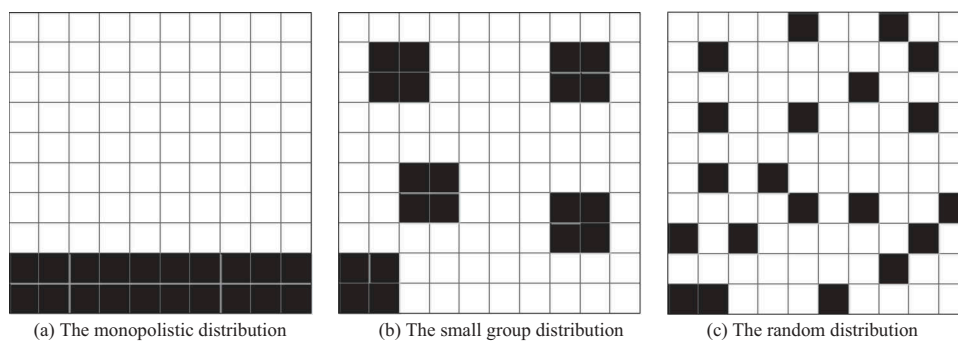 (a) The monopolistic distribution
(b) The small group distribution
(c) The random distribution